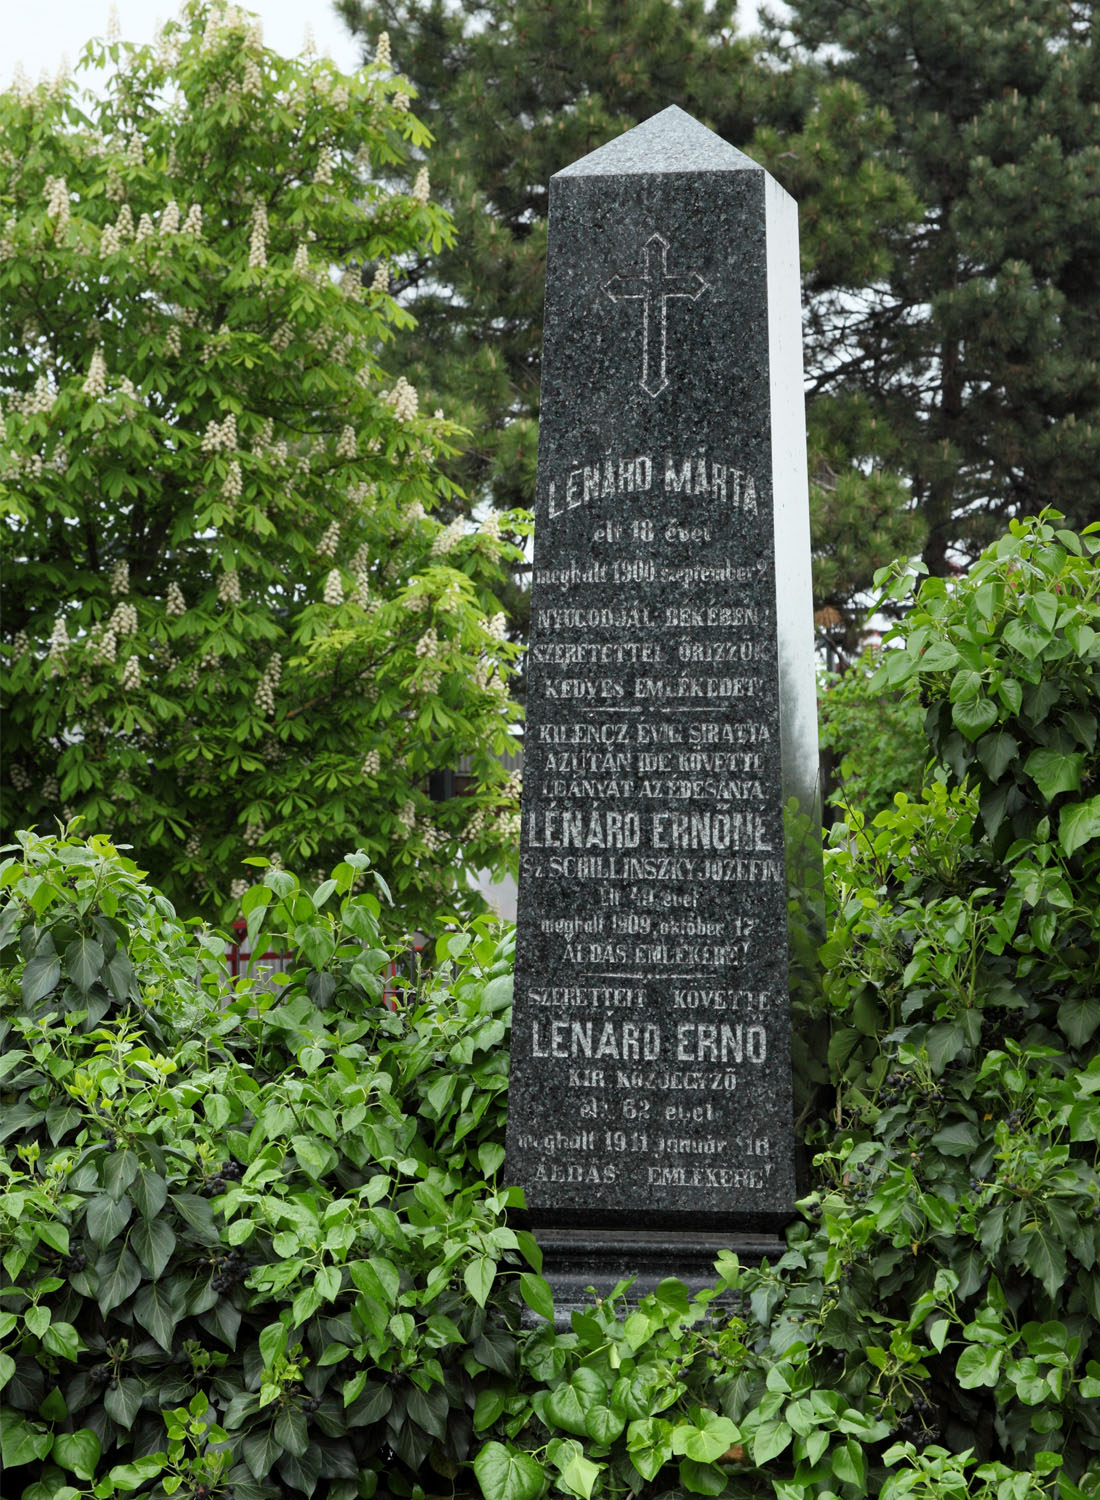 LÉNÁRD MÁRTA
élt 18 évet
meghalt 1900 szeptember 9
NYUGODJÁL BÉKÉBEN!
SZERETETTEL ŐRIZZÜK
KEDVES EMLÉKEDET!
KILENCZ ÉVIG SIRATTA
AZUTÁN IDE KÖVETTE
LEÁNYÁT AZ ÉDESANYA
LÉNÁRD ERNŐNÉ
SZ SCHILLINSZKY JOZEFIN
élt 49 évet
meghalt 1909 október 17
ÁLDÁS EMLÉKÉRE!
SZERETTEIT KÖVETTE
LÉNÁRD ERNŐ
KIR KÖZJEGYZŐ
élt 62 évet
meghalt 1911 január 16
ÁLDÁS EMLÉKÉRE!